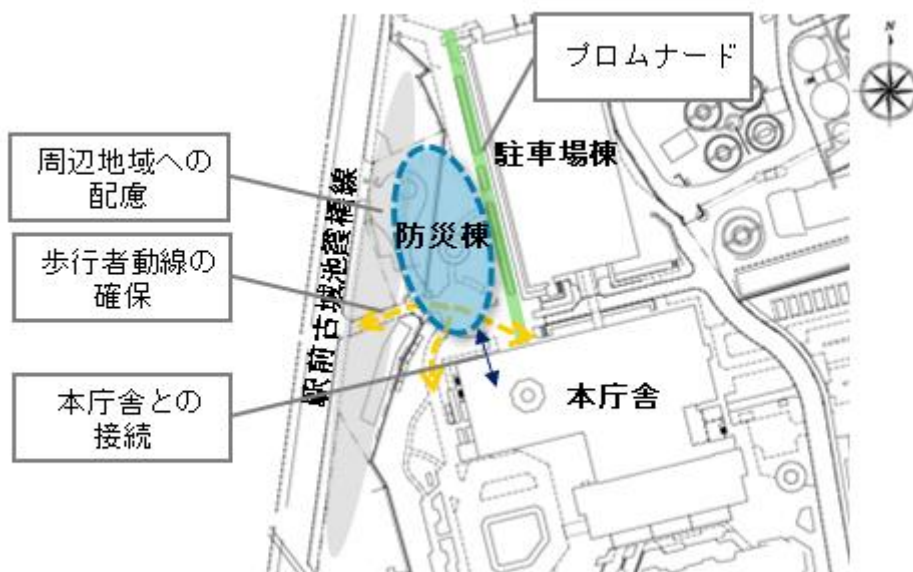 N
プロムナード
周辺地域への
配慮
駐車場棟
防災棟
歩行者動線の
確保
駅前古城池霞橋線
本庁舎との
接続
本庁舎